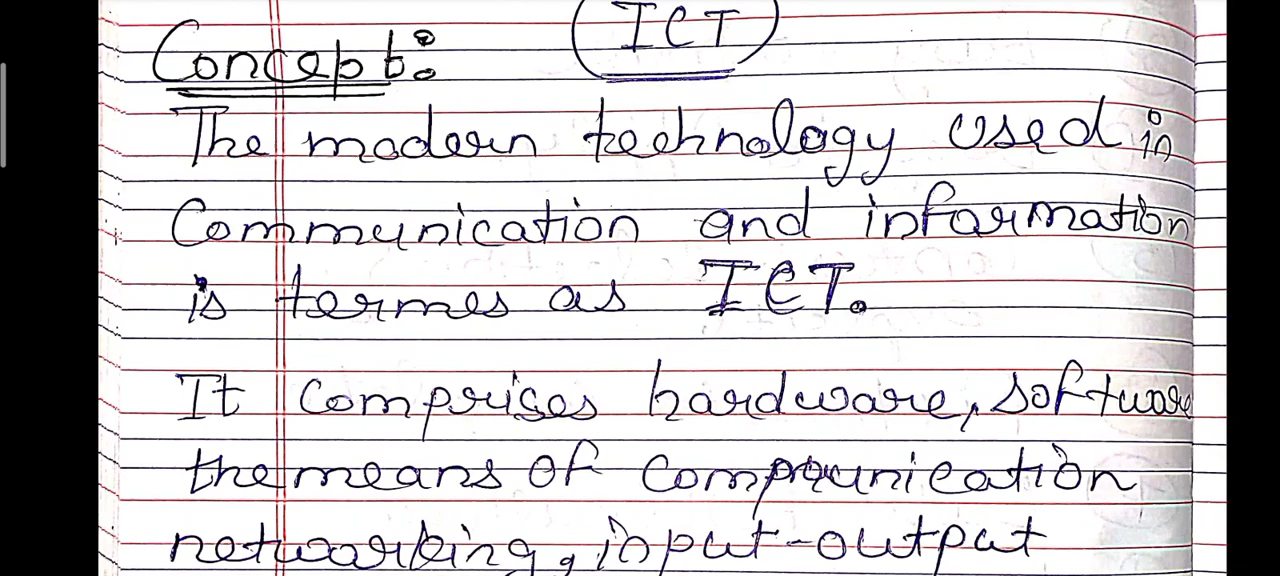 ICT
Concept:
The modern technology used in
Communication and information
is termes as ICT.
It comprises hardware, software
the means of communication
networking, input-output